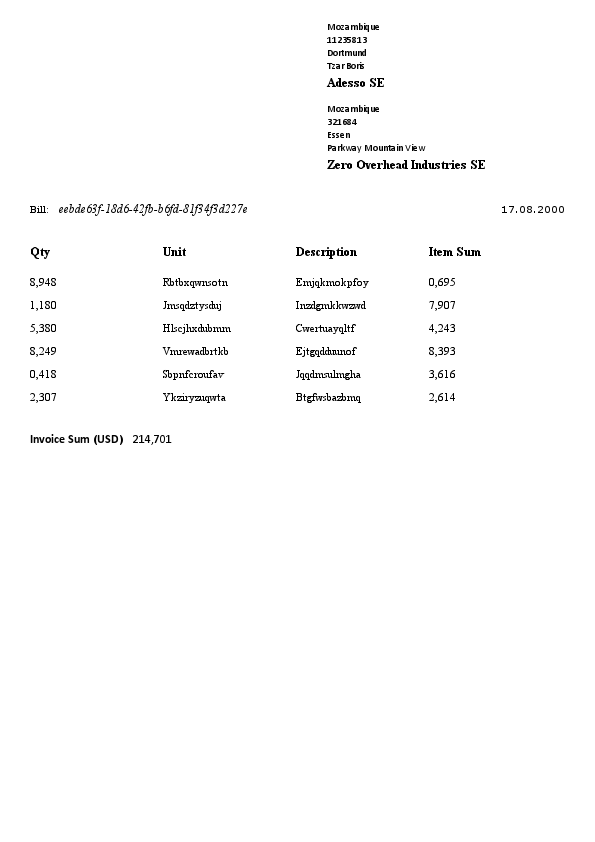 Mozambique
11235813
Dortmund
Tzar Boris
Adesso SE
Mozambique
321684
Essen
Parkway Mountain View
Zero Overhead Industries SE
Bill: eebde63f-18d6-42fb-b6fd-81f34f3d227e 17.08.2000
Qty Unit Description Item Sum
8,948 Rbtbxqwnsotn Emjqkmokpfoy 0,695
1,180 Jmsqdztysduj Inzdgmkkwzwd 7,907
5,380 Hlscjhxdubmm Cwertuayqltf 4,243
8,249 Vmrewadbrtkb Ejtgqdduunof 8,393
0,418 Sbpnfcroufav Jqqdmsulmgha 3,616
2,307 Ykziryzuqwta Btgfwsbazbmq 2,614
Invoice Sum (USD) 214,701